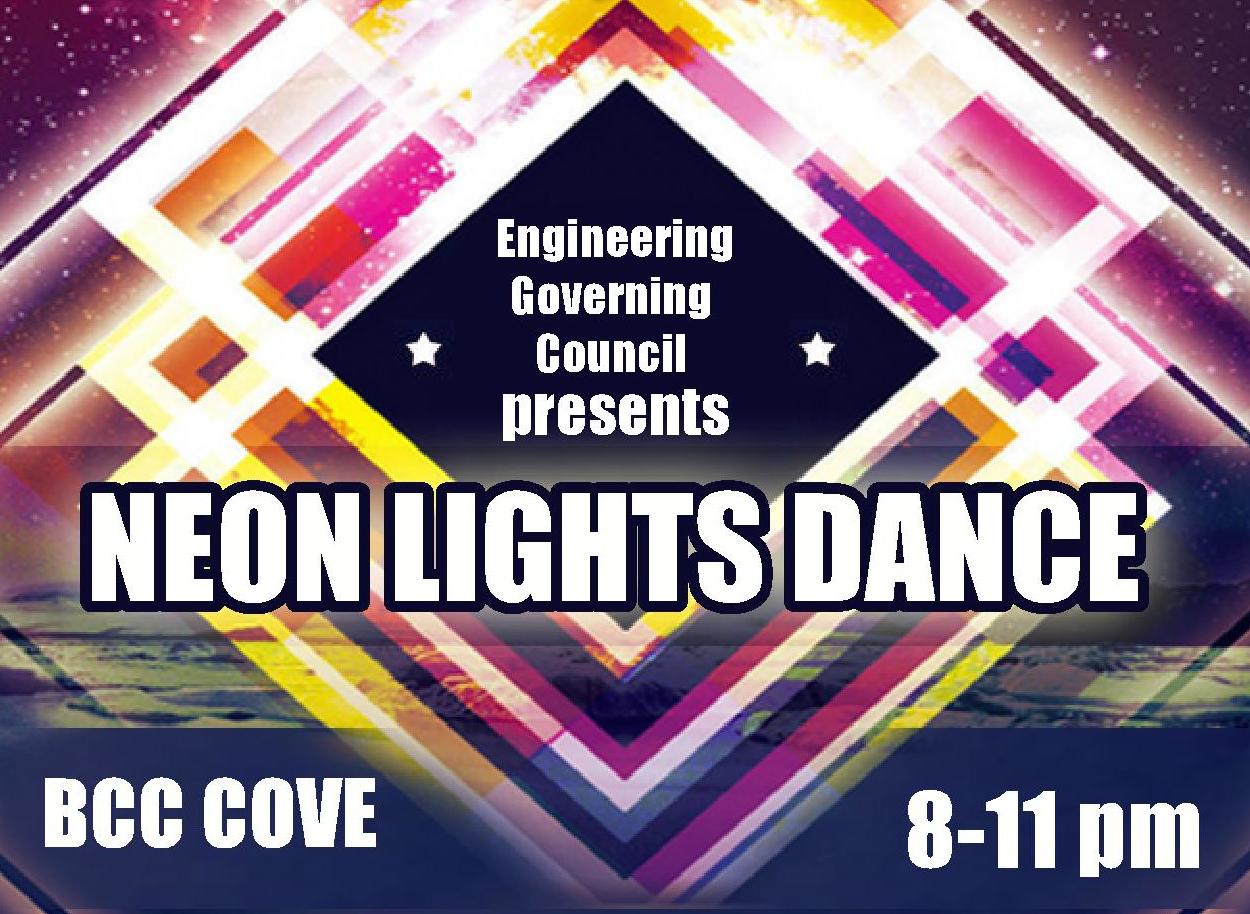 Engineering
Governing
Council
presents
NEON LIGHTS DANCE
BCC COVE
8-11 pm